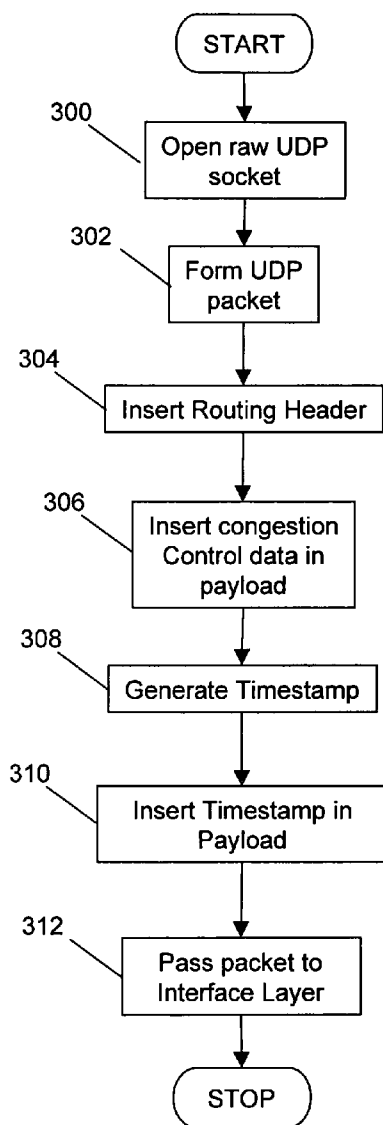 START
300
Open raw UDP
socket
302
Form UDP
packet
304
Insert Routing Header
306
Insert congestion
Control data in
payload
308
Generate Timestamp
310
Insert Timestamp in
Payload
312
Pass packet to
Interface Layer
STOP